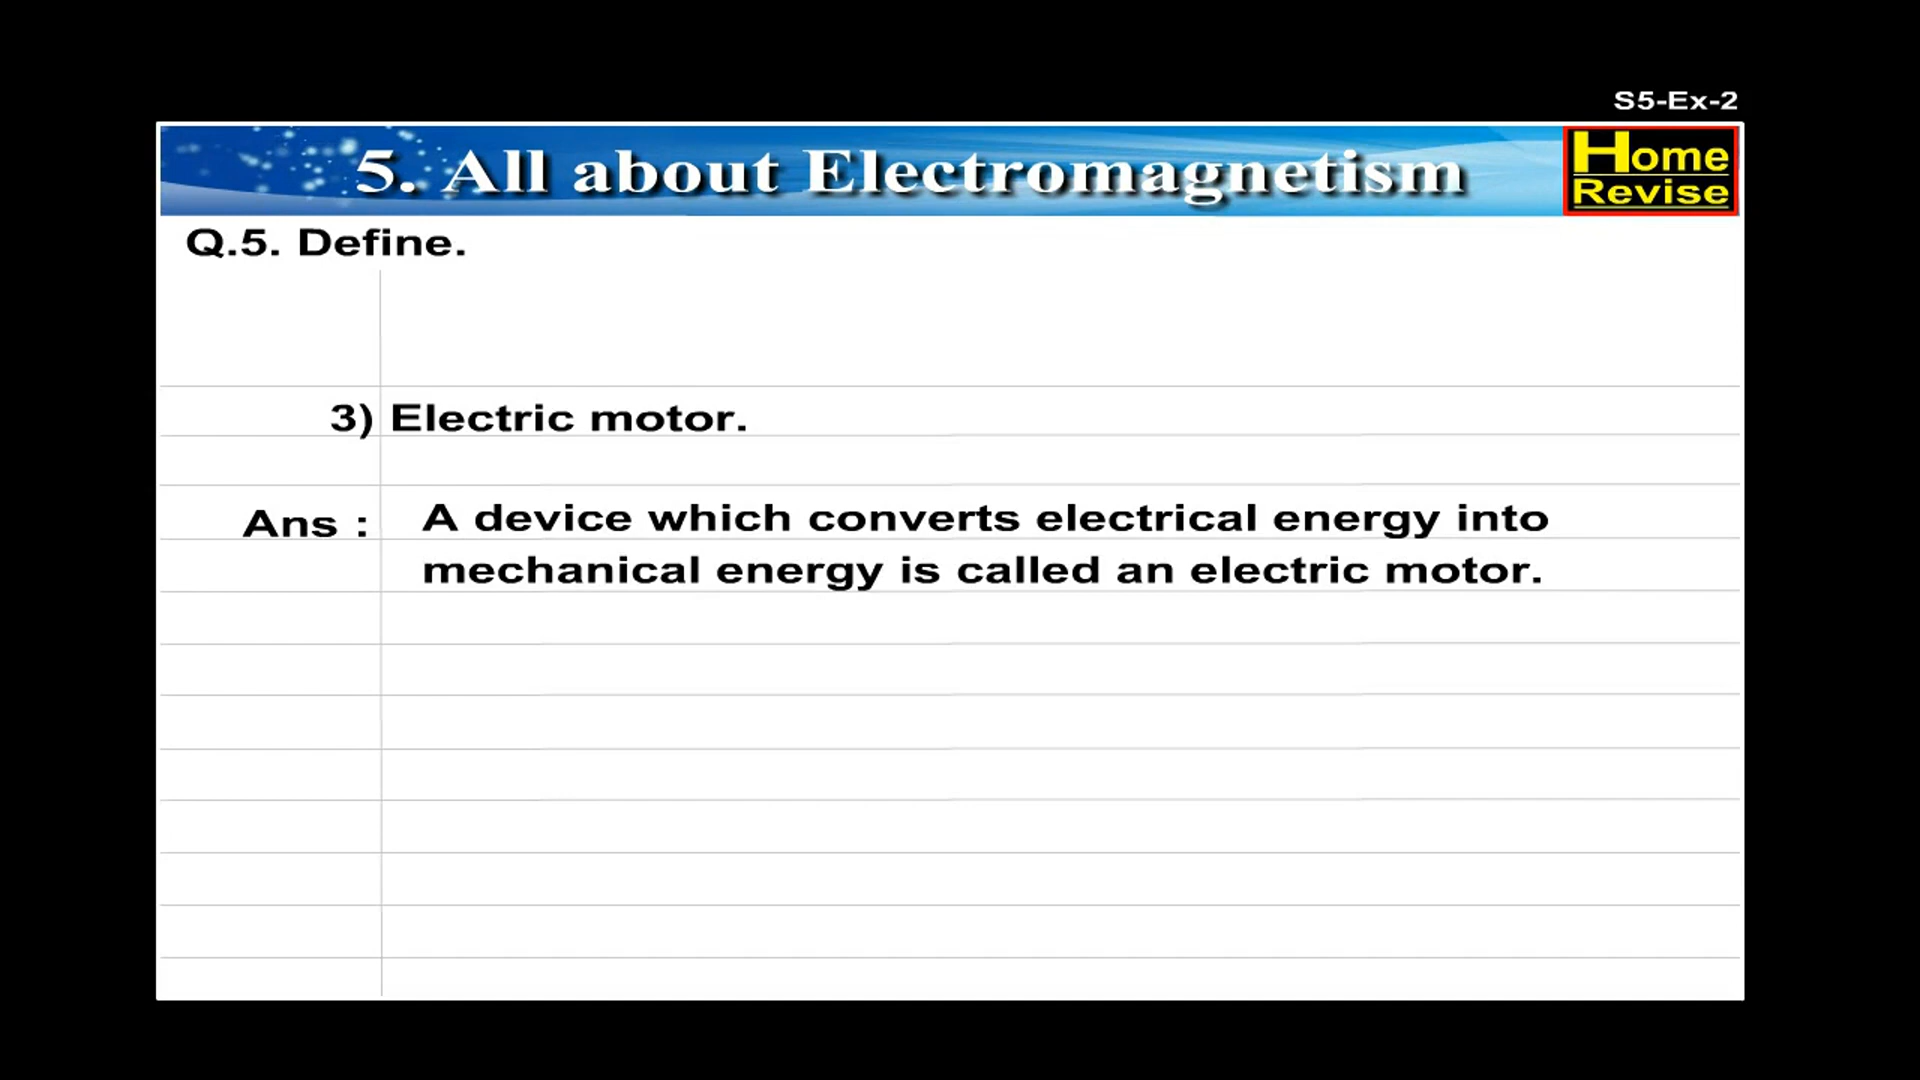 S5-Ex-2
5. All about Electromagnetism
Home
Revise
Q.5. Define.
3) Electric motor.
Ans : A device which converts electrical energy into
mechanical energy is called an electric motor.